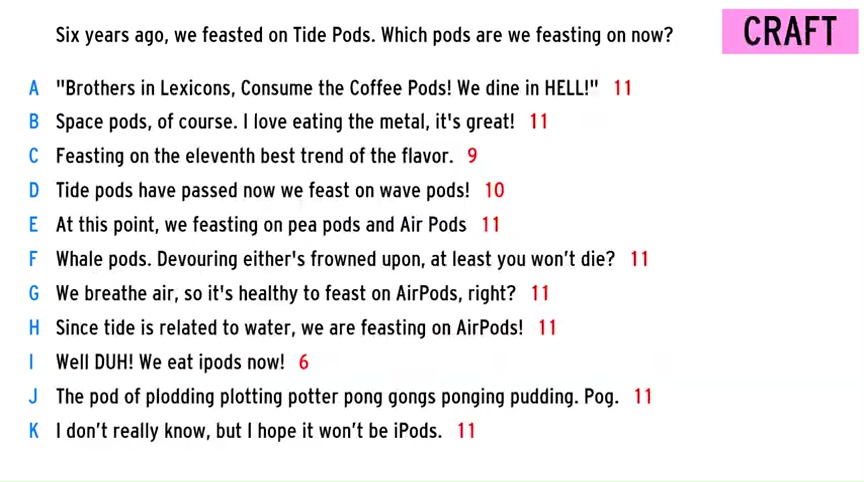 Six years ago, we feasted on Tide Pods. Which pods are we feasting on now? CRAFT
A "Brothers in Lexicons, Consume the Coffee Pods! We dine in HELL!" 11
B Space pods, of course. I love eating the metal, it's great! 11
C Feasting on the eleventh best trend of the flavor. 9
D Tide pods have passed now we feast on wave pods! 10
E At this point, we feasting on pea pods and Air Pods 11
F Whale pods. Devouring either's frowned upon, at least you won't die? 11
G We breathe air, so it's healthy to feast on AirPods, right? 11
H Since tide is related to water, we are feasting on AirPods! 11
I Well DUH! We eat ipods now! 6
J The pod of plodding plotting potter pong gongs ponging pudding. Pog. 11
K I don't really know, but I hope it won't be iPods. 11